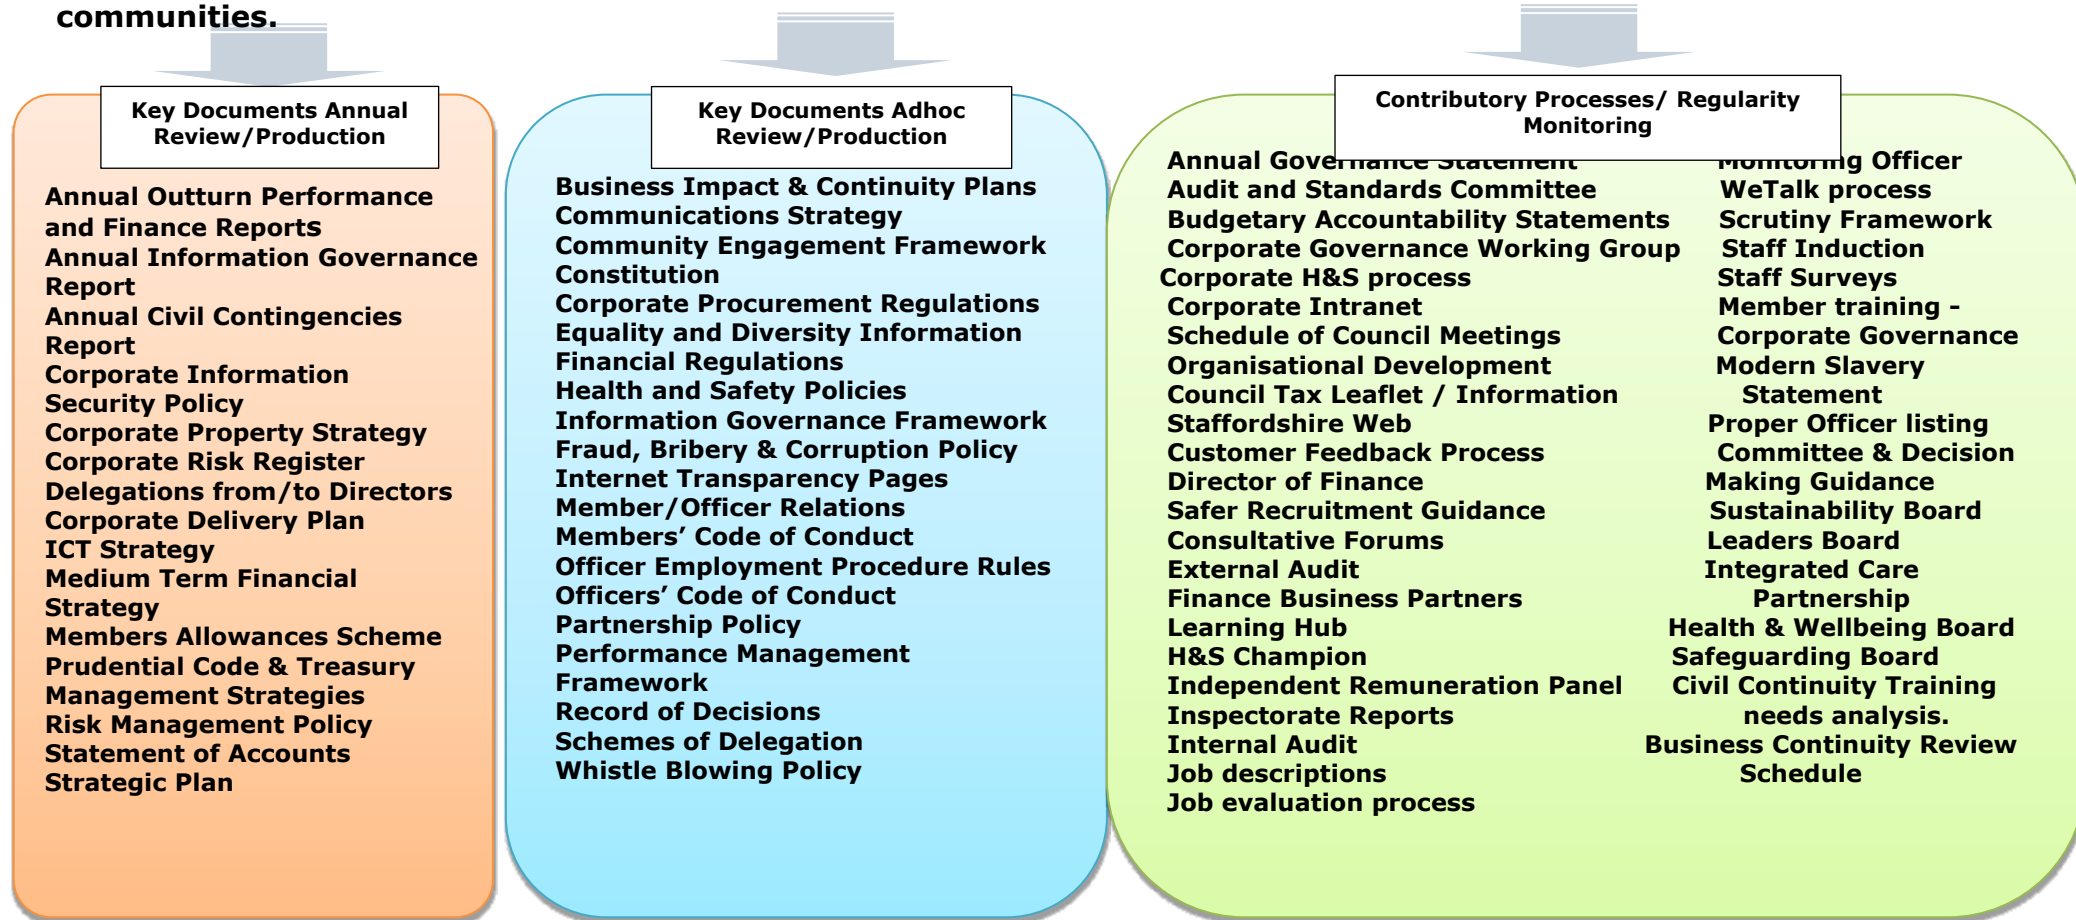 communities.
Key Documents Annual
Review/Production
Annual Outturn Performance
and Finance Reports
Annual Information Governance
Report
Annual Civil Contingencies
Report
Corporate Information
Security Policy
Corporate Property Strategy
Corporate Risk Register
Delegations from/to Directors
Corporate Delivery Plan
ICT Strategy
Medium Term Financial
Strategy
Members Allowances Scheme
Prudential Code & Treasury
Management Strategies
Risk Management Policy
Statement of Accounts
Strategic Plan
Key Documents Adhoc
Review/Production
Business Impact & Continuity Plans
Communications Strategy
Community Engagement Framework
Constitution
Corporate Procurement Regulations
Equality and Diversity Information
Financial Regulations
Health and Safety Policies
Information Governance Framework
Fraud, Bribery & Corruption Policy
Internet Transparency Pages
Member/Officer Relations
Members’ Code of Conduct
Officer Employment Procedure Rules
Officers’ Code of Conduct
Partnership Policy
Performance Management
Framework
Record of Decisions
Schemes of Delegation
Whistle Blowing Policy
Contributory Processes/ Regularity
Monitoring
Annual Governance Statement
Audit and Standards Committee
Budgetary Accountability Statements
Corporate Governance Working Group
Corporate H&S process
Corporate Intranet
Schedule of Council Meetings
Organisational Development
Council Tax Leaflet / Information
Staffordshire Web
Customer Feedback Process
Director of Finance
Safer Recruitment Guidance
Consultative Forums
External Audit
Finance Business Partners
Learning Hub
H&S Champion
Independent Remuneration Panel
Inspectorate Reports
Internal Audit
Job descriptions
Job evaluation process
Monitoring Officer
WeTalk process
Scrutiny Framework
Staff Induction
Staff Surveys
Member training -
Corporate Governance
Modern Slavery
Statement
Proper Officer listing
Committee & Decision
Making Guidance
Sustainability Board
Leaders Board
Integrated Care
Partnership
Health & Wellbeing Board
Safeguarding Board
Civil Continuity Training
needs analysis.
Business Continuity Review
Schedule